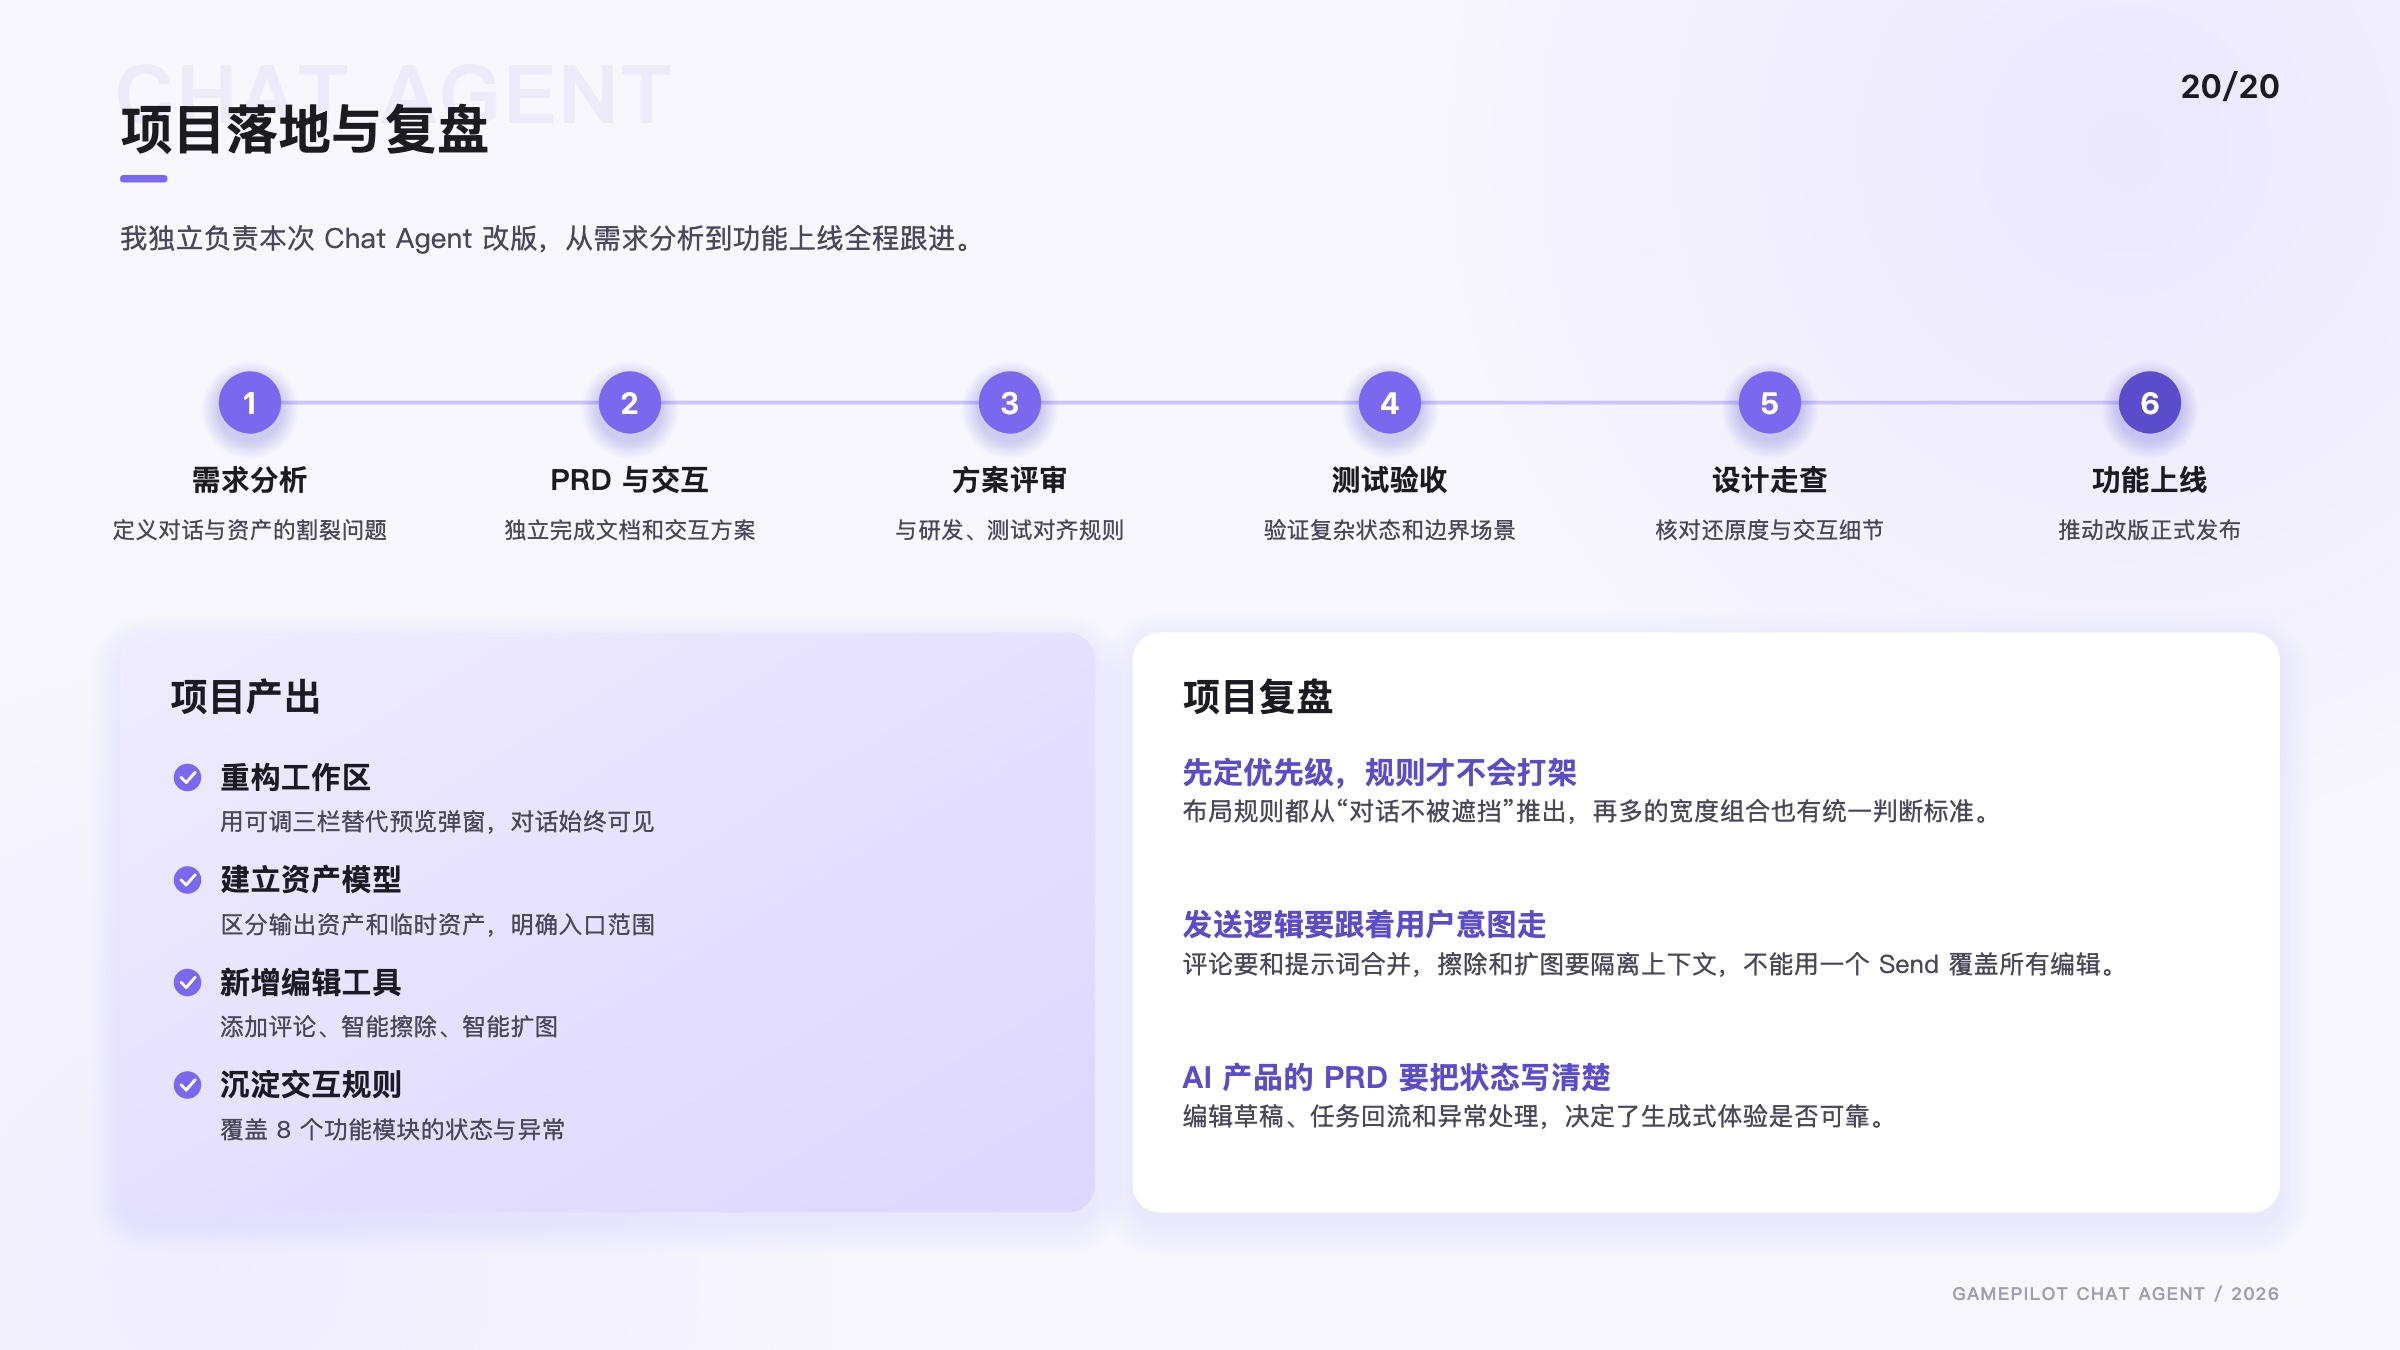 CHAT AGENT
20/20
项目落地与复盘
我独立负责本次 Chat Agent 改版，从需求分析到功能上线全程跟进。
1
2
3
4
5
6
需求分析
PRD 与交互
方案评审
测试验收
设计走查
功能上线
定义对话与资产的割裂问题
独立完成文档和交互方案
与研发、测试对齐规则
验证复杂状态和边界场景
核对还原度与交互细节
推动改版正式发布
项目产出
重构工作区
用可调三栏替代预览弹窗，对话始终可见
建立资产模型
区分输出资产和临时资产，明确入口范围
新增编辑工具
添加评论、智能擦除、智能扩图
沉淀交互规则
覆盖 8 个功能模块的状态与异常
项目复盘
先定优先级，规则才不会打架
布局规则都从“对话不被遮挡”推出，再多的宽度组合也有统一判断标准。
发送逻辑要跟着用户意图走
评论要和提示词合并，擦除和扩图要隔离上下文，不能用一个 Send 覆盖所有编辑。
AI 产品的 PRD 要把状态写清楚
编辑草稿、任务回流和异常处理，决定了生成式体验是否可靠。
GAMEPILOT CHAT AGENT / 2026